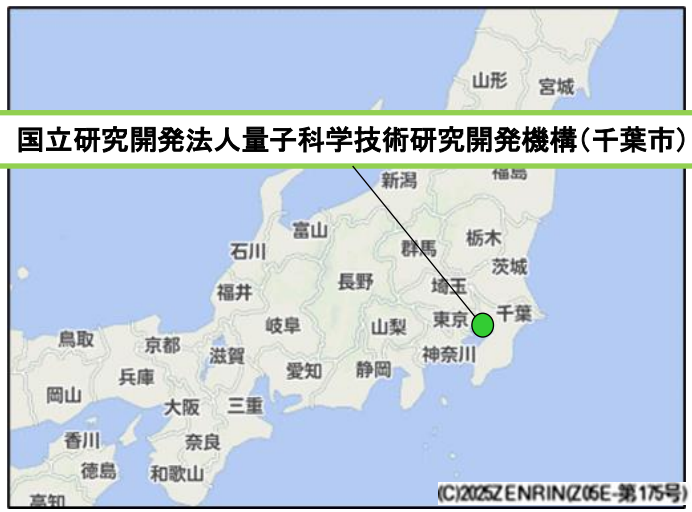 山形
宮城
国立研究開発法人量子科学技術研究開発機構(千葉市)
新潟
福島
富山
栃木
石川
群馬
茨城
長野
埼玉
福井
千葉
岐阜
山梨
東京
鳥取
京都
滋賀
神奈川
兵庫
愛知
静岡
岡山
大阪
三重
香川
奈良
徳島
和歌山
高知
(C)2025ZENRIN(Z05E-第175号)